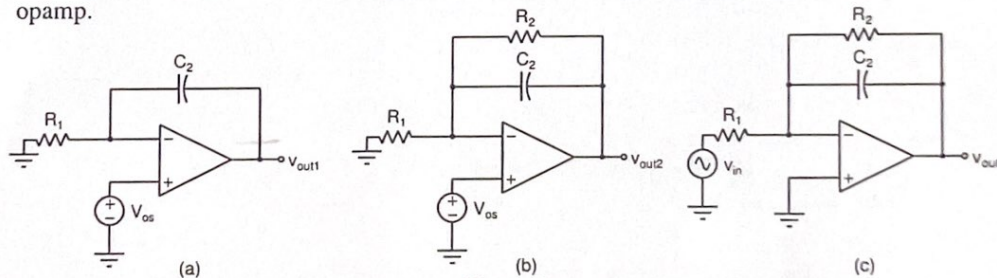 opamp.
R₂
R₂
C₂
C₂
C₂
R₁
R₁
R₁
−
−
−
+
+
+
Vout1
Vout2
Vout
+
−
Vos
+
−
Vos
Vin
(a)
(b)
(c)